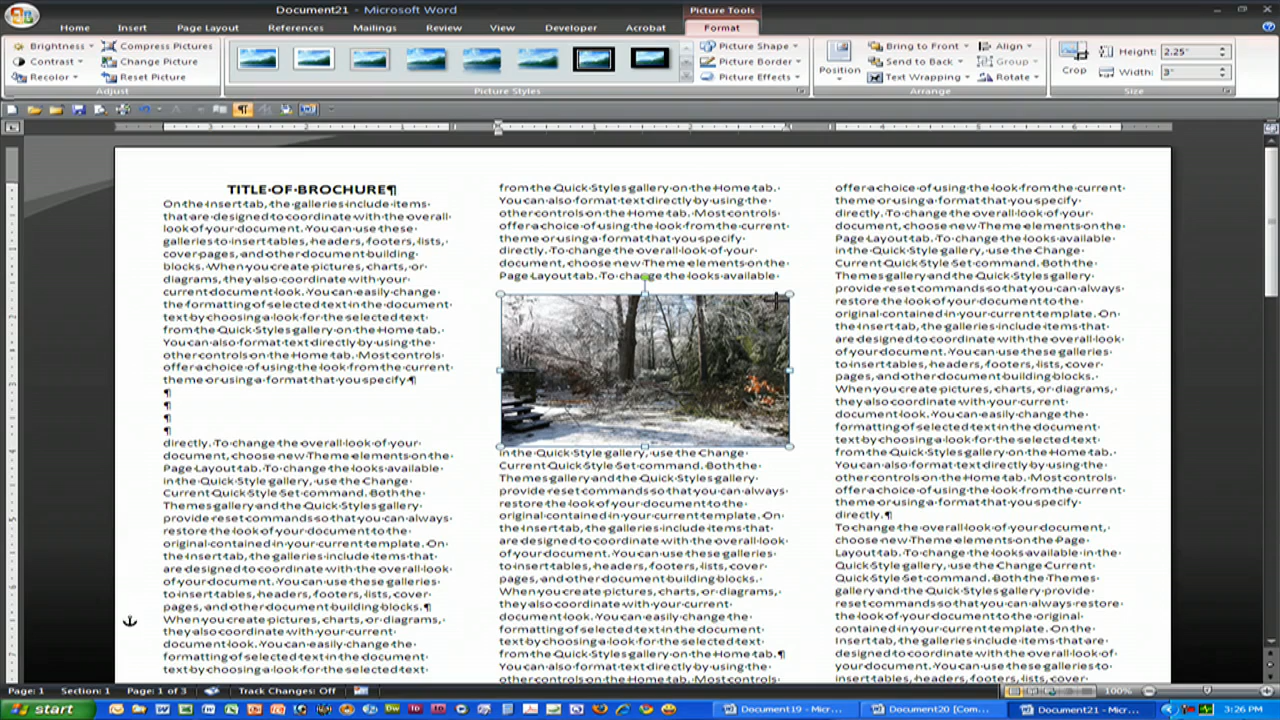 Document21 - Microsoft Word
Picture Tools
Home Insert Page Layout References Mailings Review View Developer Acrobat Format
Brightness Compress Pictures Picture Shape Bring to Front Align Height: 2.25"
Contrast Change Picture Picture Border Send to Back Group Width: 3"
Recolor Reset Picture Picture Effects Position Text Wrapping Rotate Crop
Adjust Picture Styles Arrange Size
TITLE·OF·BROCHURE¶
On·the·Insert·tab,·the·galleries·include·items·
that·are·designed·to·coordinate·with·the·overall·
look·of·your·document.·You·can·use·these·
galleries·to·insert·tables,·headers,·footers,·lists,·
cover·pages,·and·other·document·building·
blocks.·When·you·create·pictures,·charts,·or·
diagrams,·they·also·coordinate·with·your·
current·document·look.·You·can·easily·change·
the·formatting·of·selected·text·in·the·document·
text·by·choosing·a·look·for·the·selected·text·
from·the·Quick·Styles·gallery·on·the·Home·tab.·
You·can·also·format·text·directly·by·using·the·
other·controls·on·the·Home·tab.·Most·controls·
offer·a·choice·of·using·the·look·from·the·current·
theme·or·using·a·format·that·you·specify·¶
¶
¶
¶
¶
directly.·To·change·the·overall·look·of·your·
document,·choose·new·Theme·elements·on·the·
Page·Layout·tab.·To·change·the·looks·available·
in·the·Quick·Style·gallery,·use·the·Change·
Current·Quick·Style·Set·command.·Both·the·
Themes·gallery·and·the·Quick·Styles·gallery·
provide·reset·commands·so·that·you·can·always·
restore·the·look·of·your·document·to·the·
original·contained·in·your·current·template.·On·
the·Insert·tab,·the·galleries·include·items·that·
are·designed·to·coordinate·with·the·overall·look·
of·your·document.·You·can·use·these·galleries·
to·insert·tables,·headers,·footers,·lists,·cover·
pages,·and·other·document·building·blocks.·¶
When·you·create·pictures,·charts,·or·diagrams,·
they·also·coordinate·with·your·current·
document·look.·You·can·easily·change·the·
formatting·of·selected·text·in·the·document·
text·by·choosing·a·look·for·the·selected·text·
from·the·Quick·Styles·gallery·on·the·Home·tab.·
You·can·also·format·text·directly·by·using·the·
other·controls·on·the·Home·tab.·Most·controls·
offer·a·choice·of·using·the·look·from·the·current·
theme·or·using·a·format·that·you·specify·
directly.·To·change·the·overall·look·of·your·
document,·choose·new·Theme·elements·on·the·
Page·Layout·tab.·To·change·the·looks·available·
in·the·Quick·Style·gallery,·use·the·Change·
Current·Quick·Style·Set·command.·Both·the·
Themes·gallery·and·the·Quick·Styles·gallery·
provide·reset·commands·so·that·you·can·always·
restore·the·look·of·your·document·to·the·
original·contained·in·your·current·template.·On·
the·Insert·tab,·the·galleries·include·items·that·
are·designed·to·coordinate·with·the·overall·look·
of·your·document.·You·can·use·these·galleries·
to·insert·tables,·headers,·footers,·lists,·cover·
pages,·and·other·document·building·blocks.·
When·you·create·pictures,·charts,·or·diagrams,·
they·also·coordinate·with·your·current·
document·look.·You·can·easily·change·the·
formatting·of·selected·text·in·the·document·
text·by·choosing·a·look·for·the·selected·text·
from·the·Quick·Styles·gallery·on·the·Home·tab.¶
You·can·also·format·text·directly·by·using·the·
other·controls·on·the·Home·tab.·Most·controls·
offer·a·choice·of·using·the·look·from·the·current·
theme·or·using·a·format·that·you·specify·
directly.·To·change·the·overall·look·of·your·
document,·choose·new·Theme·elements·on·the·
Page·Layout·tab.·To·change·the·looks·available·
in·the·Quick·Style·gallery,·use·the·Change·
Current·Quick·Style·Set·command.·Both·the·
Themes·gallery·and·the·Quick·Styles·gallery·
provide·reset·commands·so·that·you·can·always·
restore·the·look·of·your·document·to·the·
original·contained·in·your·current·template.·On·
the·Insert·tab,·the·galleries·include·items·that·
are·designed·to·coordinate·with·the·overall·look·
of·your·document.·You·can·use·these·galleries·
to·insert·tables,·headers,·footers,·lists,·cover·
pages,·and·other·document·building·blocks.·
When·you·create·pictures,·charts,·or·diagrams,·
they·also·coordinate·with·your·current·
document·look.·You·can·easily·change·the·
formatting·of·selected·text·in·the·document·
text·by·choosing·a·look·for·the·selected·text·
from·the·Quick·Styles·gallery·on·the·Home·tab.·
You·can·also·format·text·directly·by·using·the·
other·controls·on·the·Home·tab.·Most·controls·
offer·a·choice·of·using·the·look·from·the·current·
theme·or·using·a·format·that·you·specify·
directly.¶
To·change·the·overall·look·of·your·document,·
choose·new·Theme·elements·on·the·Page·
Layout·tab.·To·change·the·looks·available·in·the·
Quick·Style·gallery,·use·the·Change·Current·
Quick·Style·Set·command.·Both·the·Themes·
gallery·and·the·Quick·Styles·gallery·provide·
reset·commands·so·that·you·can·always·restore·
the·look·of·your·document·to·the·original·
contained·in·your·current·template.·On·the·
Insert·tab,·the·galleries·include·items·that·are·
designed·to·coordinate·with·the·overall·look·of·
your·document.·You·can·use·these·galleries·to·
insert·tables,·headers,·footers,·lists,·cover·
Page: 1 Section: 1 Page: 1 of 3 Track Changes: Off 100%
start Document19 - Micr... Document20 [Com... Document21 - Micr... 3:26 PM